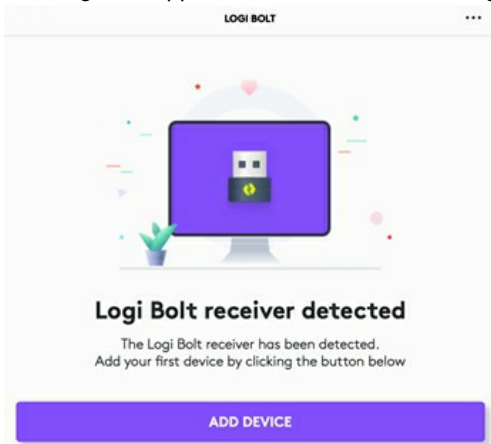 LOGI BOLT
Logi Bolt receiver detected
The Logi Bolt receiver has been detected.
Add your first device by clicking the button below
ADD DEVICE